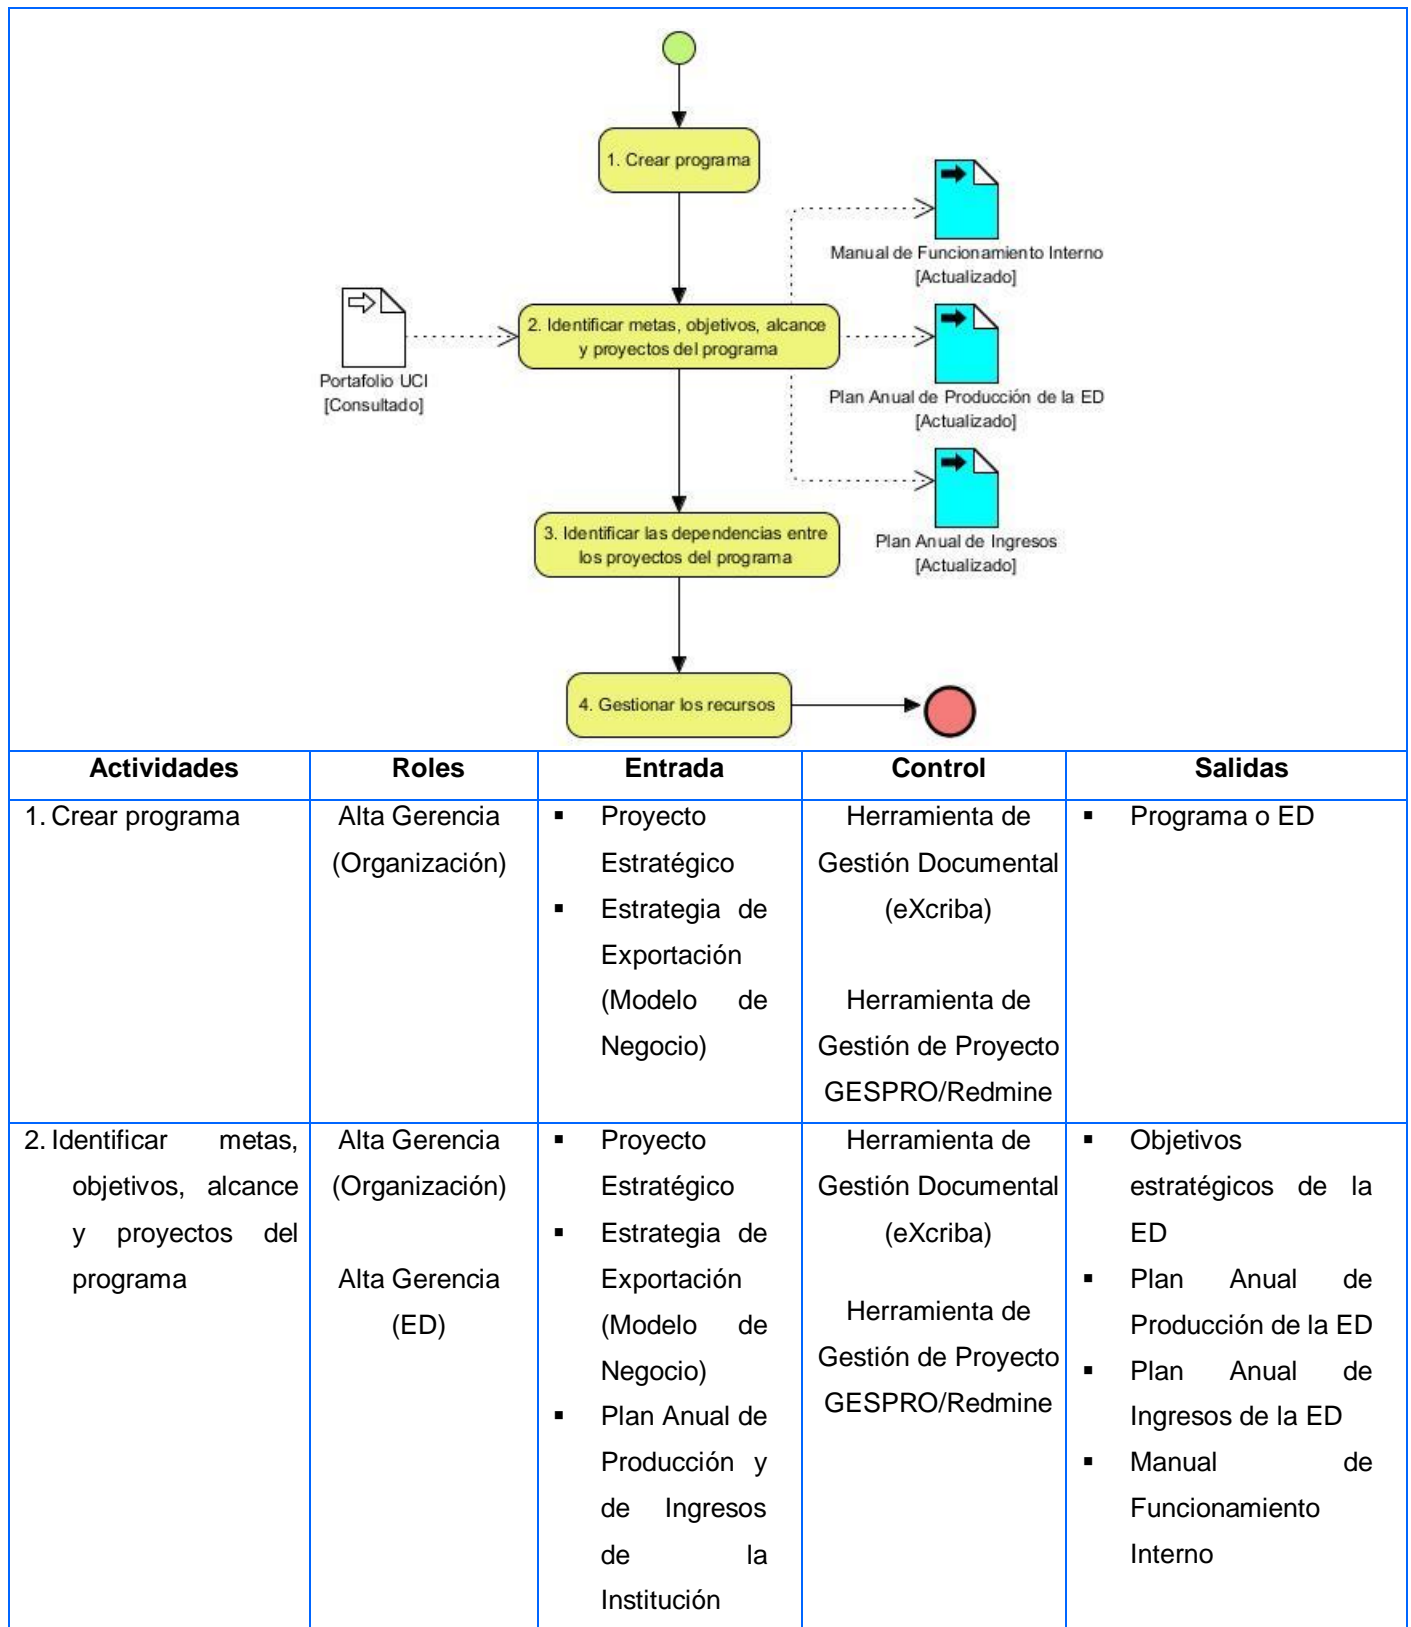 1. Crear programa
Manual de Funcionamiento Interno
[Actualizado]
2. Identificar metas, objetivos, alcance
y proyectos del programa
Portafolio UCI
[Consultado]
Plan Anual de Producción de la ED
[Actualizado]
3. Identificar las dependencias entre
los proyectos del programa
Plan Anual de Ingresos
[Actualizado]
4. Gestionar los recursos
Actividades
Roles
Entrada
Control
Salidas
1. Crear programa
Alta Gerencia
(Organización)
▪ Proyecto
Estratégico
▪ Estrategia de
Exportación
(Modelo de
Negocio)
Herramienta de
Gestión Documental
(eXcriba)
Herramienta de
Gestión de Proyecto
GESPRO/Redmine
▪ Programa o ED
2. Identificar metas,
objetivos, alcance
y proyectos del
programa
Alta Gerencia
(Organización)
Alta Gerencia
(ED)
▪ Proyecto
Estratégico
▪ Estrategia de
Exportación
(Modelo de
Negocio)
▪ Plan Anual de
Producción y
de Ingresos
de la
Institución
Herramienta de
Gestión Documental
(eXcriba)
Herramienta de
Gestión de Proyecto
GESPRO/Redmine
▪ Objetivos
estratégicos de la
ED
▪ Plan Anual de
Producción de la ED
▪ Plan Anual de
Ingresos de la ED
▪ Manual de
Funcionamiento
Interno